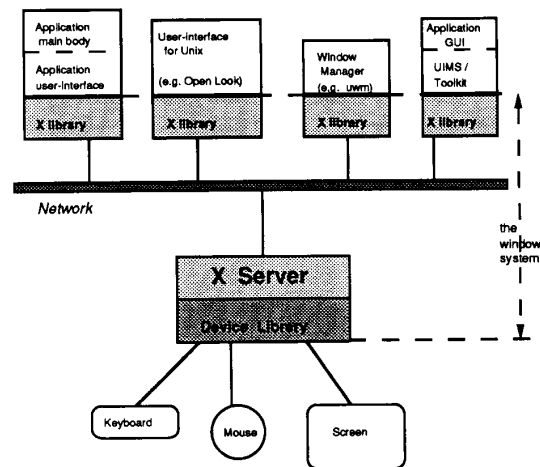 Application
main body
Application
user-interface
X library
User-interface
for Unix
(e.g. Open Look)
X library
Window
Manager
(e.g. uwm)
X library
Application
GUI
UIMS /
Toolkit
X library
Network
the
window
system
X Server
Device Library
Keyboard
Mouse
Screen